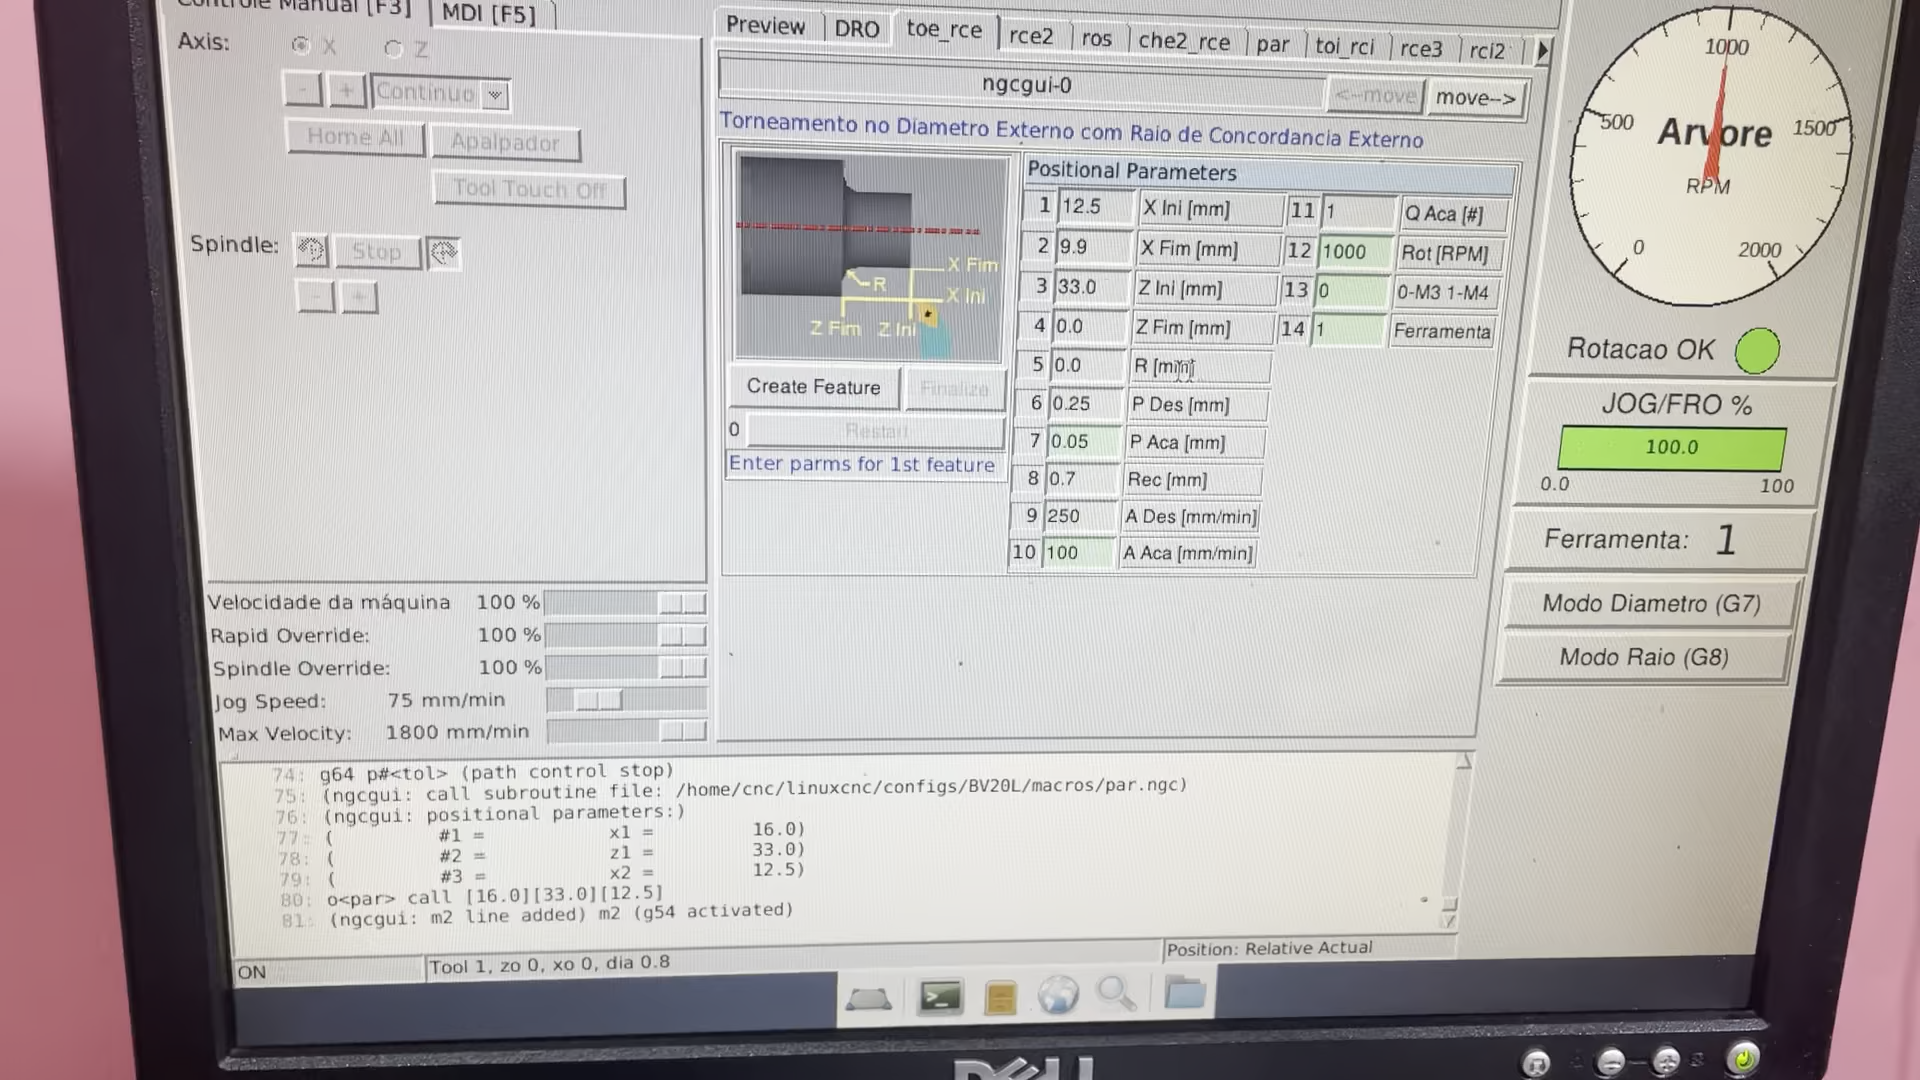 Controle Manual [F3]
MDI [F5]
Axis:
X
Z
-
+
Continuo
Home All
Apalpador
Tool Touch Off
Spindle:
Stop
-
+
Velocidade da máquina 100 %
Rapid Override: 100 %
Spindle Override: 100 %
Jog Speed: 75 mm/min
Max Velocity: 1800 mm/min
Preview
DRO
toe_rce
rce2
ros
che2_rce
par
toi_rci
rce3
rci2
ngcgui-0
<--move
move-->
Torneamento no Diametro Externo com Raio de Concordancia Externo
X Fim
R
X Ini
Z Fim
Z Ini
Create Feature
Finalize
0
Restart
Enter parms for 1st feature
Positional Parameters
1 12.5 X Ini [mm]
2 9.9 X Fim [mm]
3 33.0 Z Ini [mm]
4 0.0 Z Fim [mm]
5 0.0 R [mm]
6 0.25 P Des [mm]
7 0.05 P Aca [mm]
8 0.7 Rec [mm]
9 250 A Des [mm/min]
10 100 A Aca [mm/min]
11 1 Q Aca [#]
12 1000 Rot [RPM]
13 0 0-M3 1-M4
14 1 Ferramenta
0
500
1000
1500
2000
Arvore
RPM
Rotacao OK
JOG/FRO %
100.0
0.0
100
Ferramenta: 1
Modo Diametro (G7)
Modo Raio (G8)
74: g64 p#<tol> (path control stop)
75: (ngcgui: call subroutine file: /home/cnc/linuxcnc/configs/BV20L/macros/par.ngc)
76: (ngcgui: positional parameters:)
77: ( #1 = x1 = 16.0)
78: ( #2 = z1 = 33.0)
79: ( #3 = x2 = 12.5)
80: o<par> call [16.0][33.0][12.5]
81: (ngcgui: m2 line added) m2 (g54 activated)
ON
Tool 1, zo 0, xo 0, dia 0.8
Position: Relative Actual
DELL